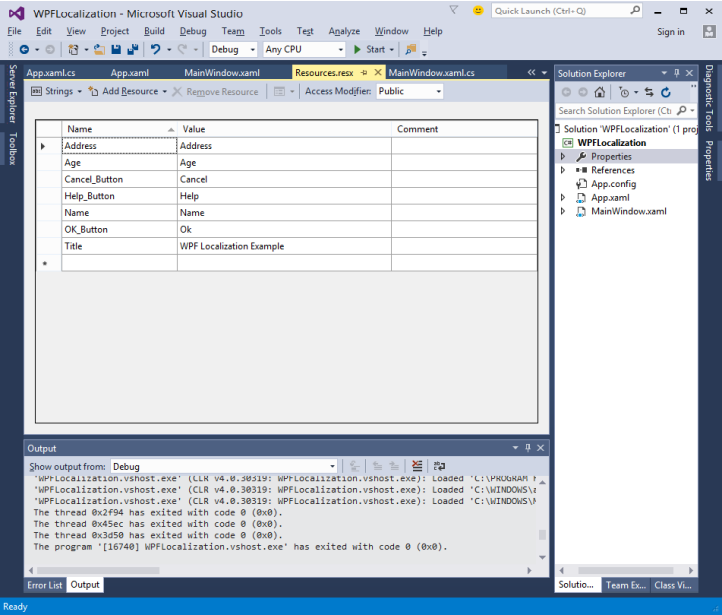 WPFLocalization - Microsoft Visual Studio
Quick Launch (Ctrl+Q)
File Edit View Project Build Debug Team Tools Test Analyze Window Help Sign in
Debug Any CPU Start
Server Explorer
Toolbox
App.xaml.cs App.xaml MainWindow.xaml Resources.resx MainWindow.xaml.cs
Strings Add Resource Remove Resource Access Modifier: Public
Name Value Comment
Address Address
Age Age
Cancel_Button Cancel
Help_Button Help
Name Name
OK_Button Ok
Title WPF Localization Example
Solution Explorer
Search Solution Explorer (Ct
Solution 'WPFLocalization' (1 proj
C# WPFLocalization
Properties
References
App.config
App.xaml
MainWindow.xaml
Diagnostic Tools
Properties
Output
Show output from: Debug
'WPFLocalization.vshost.exe' (CLR v4.0.30319: WPFLocalization.vshost.exe): Loaded 'C:\PROGRAM
'WPFLocalization.vshost.exe' (CLR v4.0.30319: WPFLocalization.vshost.exe): Loaded 'C:\WINDOWS\a
'WPFLocalization.vshost.exe' (CLR v4.0.30319: WPFLocalization.vshost.exe): Loaded 'C:\WINDOWS\M
The thread 0x2f94 has exited with code 0 (0x0).
The thread 0x45ec has exited with code 0 (0x0).
The thread 0x3d50 has exited with code 0 (0x0).
The program '[16740] WPFLocalization.vshost.exe' has exited with code 0 (0x0).
Error List Output
Solutio... Team Ex... Class Vi...
Ready